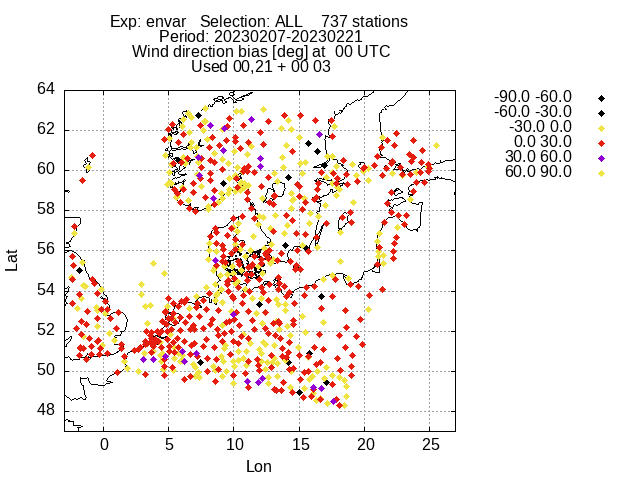 Exp: envar   Selection: ALL    737 stations
Period: 20230207-20230221
Wind direction bias [deg] at  00 UTC
Used 00,21 + 00 03
-90.0 -60.0
-60.0 -30.0
-30.0 0.0
0.0 30.0
30.0 60.0
60.0 90.0
64
62
60
58
56
54
52
50
48
Lat
0 5 10 15 20 25
Lon